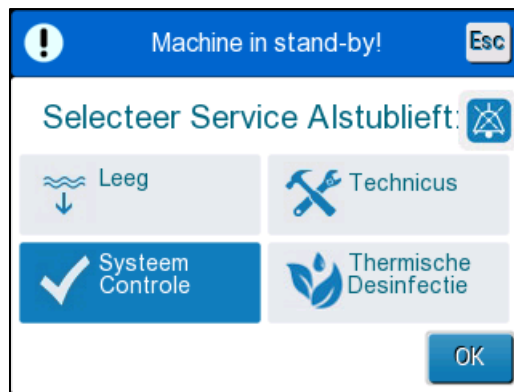 Machine in stand-by!
Esc
Selecteer Service Alstublieft:
Leeg
Technicus
Systeem
Controle
Thermische
Desinfectie
OK